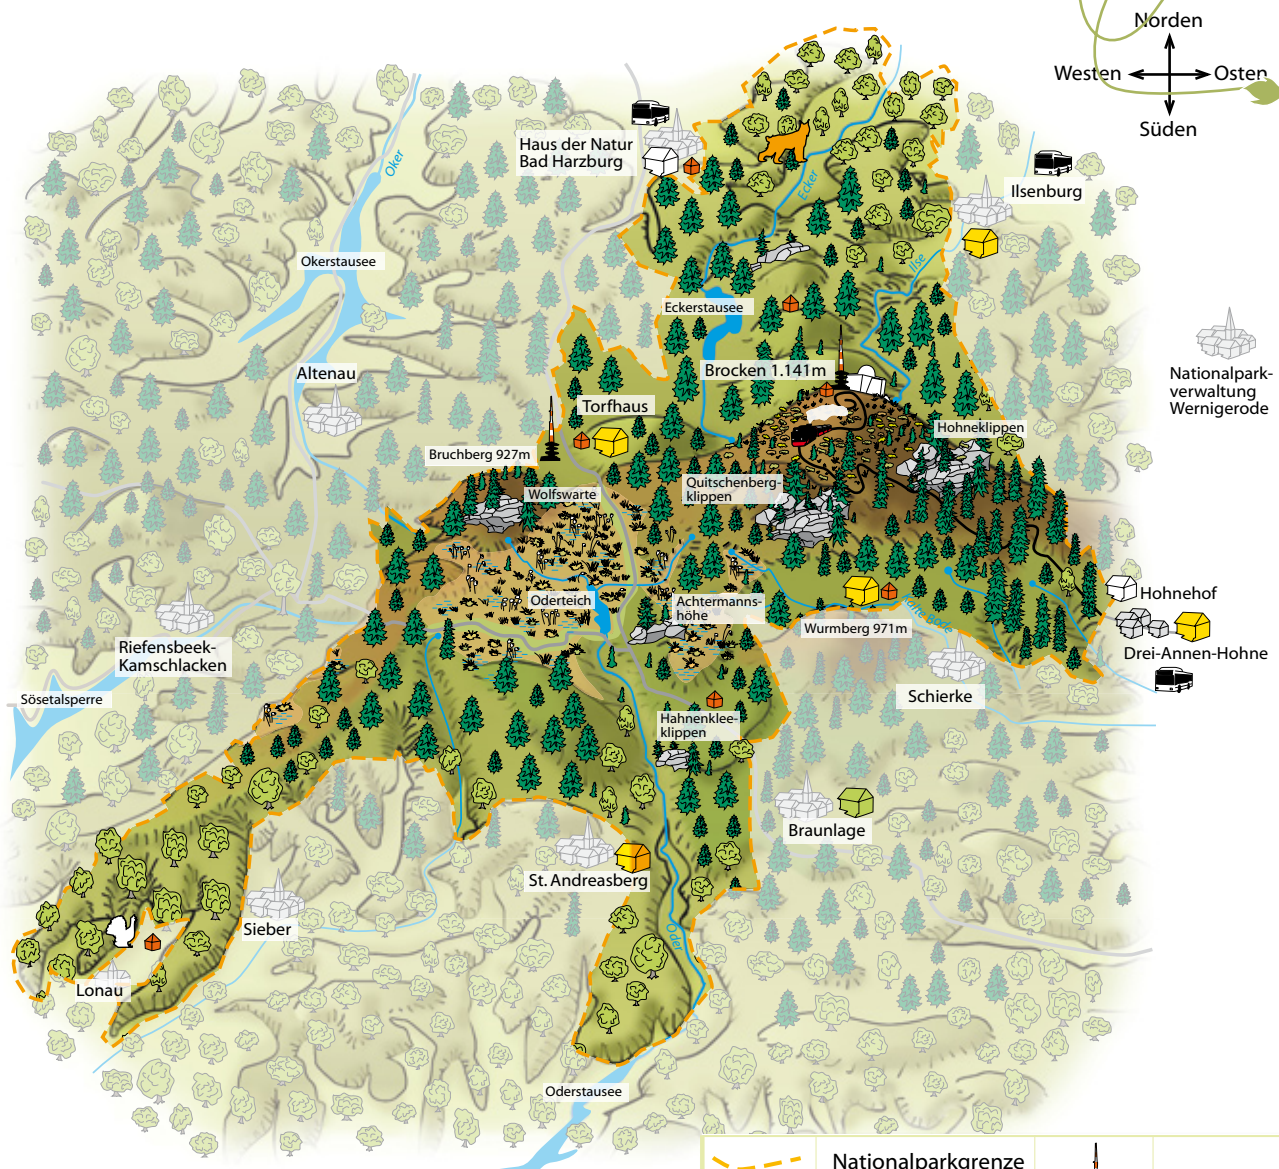 Norden
Westen
Osten
Süden
Haus der Natur
Bad Harzburg
Oker
Ecker
Ilsenburg
Ilse
Okerstausee
Eckerstausee
Altenau
Brocken 1.141m
Nationalpark-
verwaltung
Wernigerode
Torfhaus
Hohneklippen
Bruchberg 927m
Wolfswarte
Quitschenberg-
klippen
Oderteich
Achtermanns-
höhe
Hohnehof
Bode
Wurmberg 971m
Drei-Annen-Hohne
Riefensbeek-
Kamschlacken
Schierke
Sösetalsperre
Hahnenklee-
klippen
Braunlage
St. Andreasberg
Sieber
Oder
Lonau
Oderstausee
Nationalparkgrenze